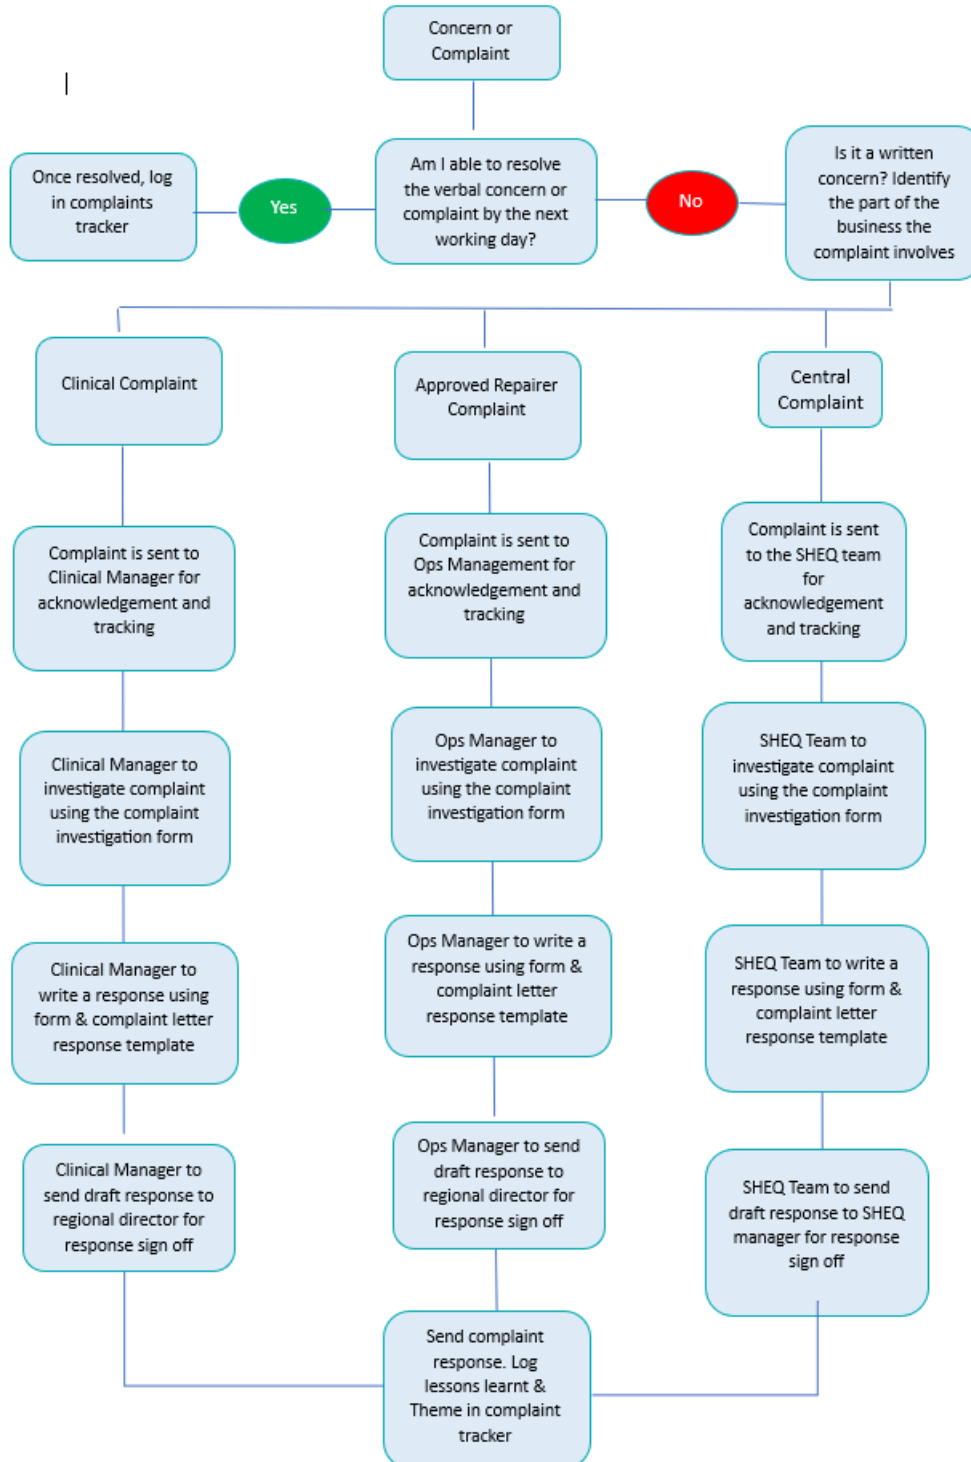 Concern or
Complaint
Once resolved, log
in complaints
tracker
Yes
Am I able to resolve
the verbal concern or
complaint by the next
working day?
No
Is it a written
concern? Identify
the part of the
business the
complaint involves
Clinical Complaint
Approved Repairer
Complaint
Central
Complaint
Complaint is sent to
Clinical Manager for
acknowledgement and
tracking
Complaint is sent to
Ops Management for
acknowledgement and
tracking
Complaint is sent
to the SHEQ team
for
acknowledgement
and tracking
Clinical Manager to
investigate complaint
using the complaint
investigation form
Ops Manager to
investigate complaint
using the complaint
investigation form
SHEQ Team to
investigate complaint
using the complaint
investigation form
Clinical Manager to
write a response using
form & complaint letter
response template
Ops Manager to write a
response using form &
complaint letter
response template
SHEQ Team to write a
response using form &
complaint letter
response template
Clinical Manager to
send draft response to
regional director for
response sign off
Ops Manager to send
draft response to
regional director for
response sign off
SHEQ Team to send
draft response to SHEQ
manager for response
sign off
Send complaint
response. Log
lessons learnt &
Theme in complaint
tracker